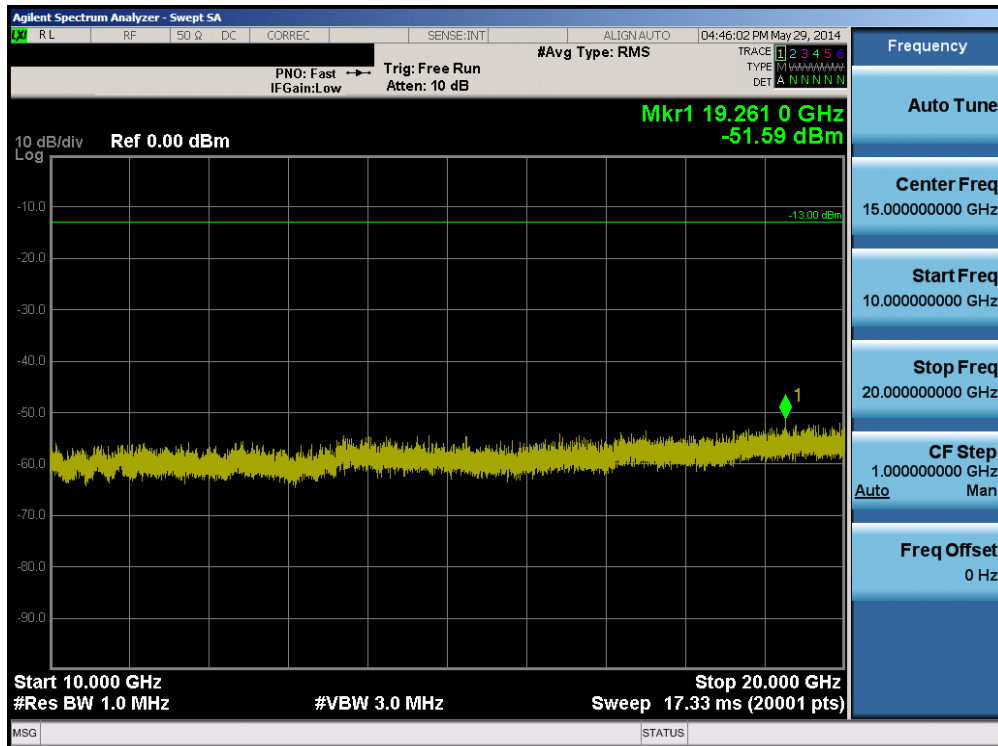 Agilent Spectrum Analyzer - Swept SA
LXI RL RF 50 Ω DC CORREC SENSE:INT ALIGN AUTO 04:46:02 PM May 29, 2014
#Avg Type: RMS TRACE 1 2 3 4 5 6
PNO: Fast Trig: Free Run TYPE M
IFGain:Low Atten: 10 dB DET A N N N N N
Mkr1 19.261 0 GHz
-51.59 dBm
10 dB/div Ref 0.00 dBm
Log
-10.0
-13.00 dBm
-20.0
-30.0
-40.0
1
-50.0
-60.0
-70.0
-80.0
-90.0
Start 10.000 GHz Stop 20.000 GHz
#Res BW 1.0 MHz #VBW 3.0 MHz Sweep 17.33 ms (20001 pts)
MSG STATUS
Frequency
Auto Tune
Center Freq
15.000000000 GHz
Start Freq
10.000000000 GHz
Stop Freq
20.000000000 GHz
CF Step
1.000000000 GHz
Auto Man
Freq Offset
0 Hz